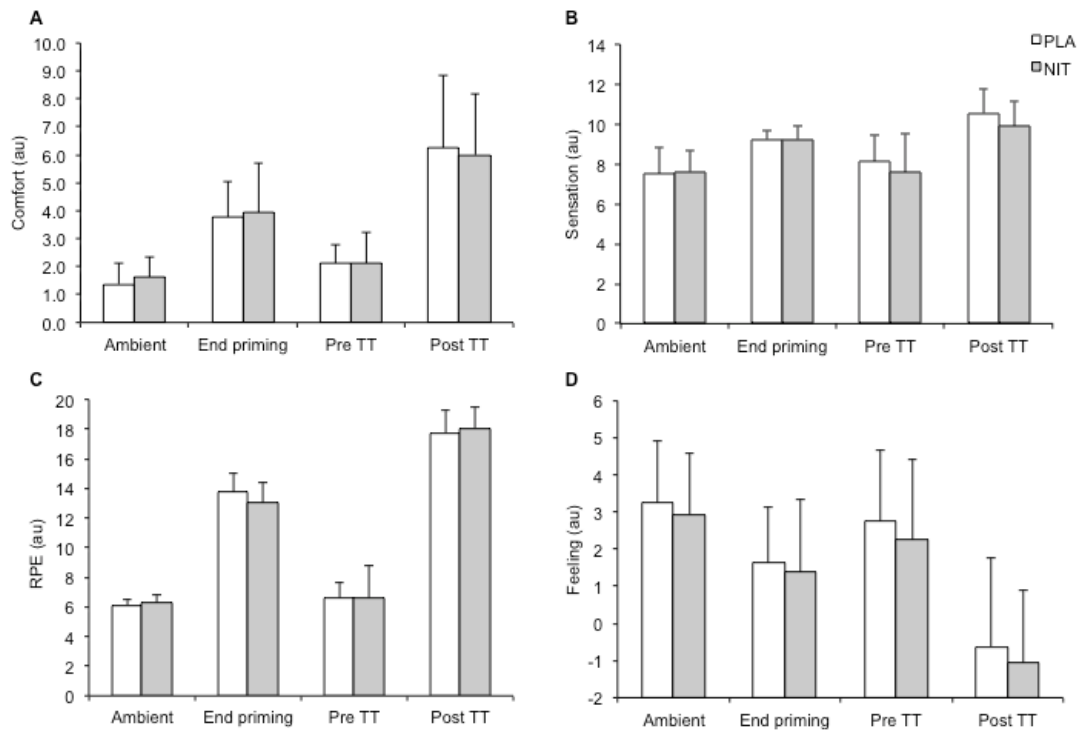 A
Comfort (au)
10.0
9.0
8.0
7.0
6.0
5.0
4.0
3.0
2.0
1.0
0.0
Ambient End priming Pre TT Post TT
B
PLA
NIT
Sensation (au)
14
12
10
8
6
4
2
0
Ambient End priming Pre TT Post TT
C
RPE (au)
20
18
16
14
12
10
8
6
4
2
0
Ambient End priming Pre TT Post TT
D
Feeling (au)
6
5
4
3
2
1
0
-1
-2
Ambient End priming Pre TT Post TT